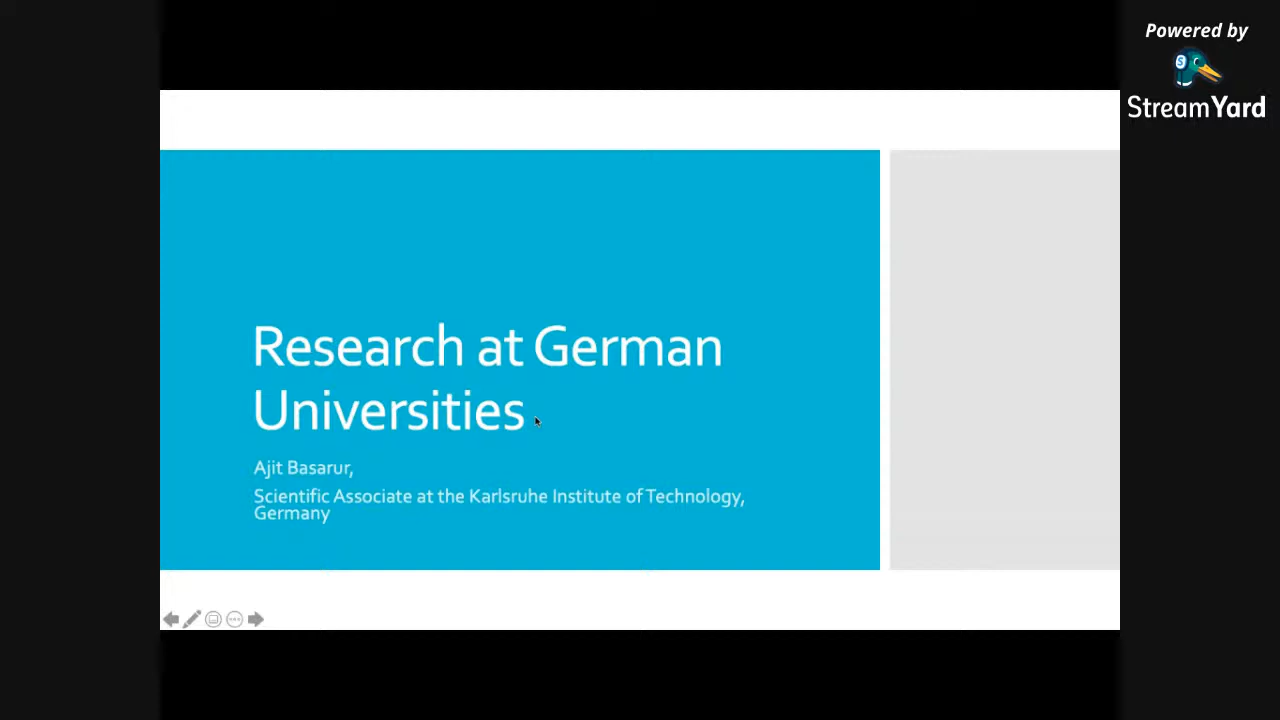 Powered by
StreamYard
Research at German
Universities
Ajit Basarur,
Scientific Associate at the Karlsruhe Institute of Technology,
Germany